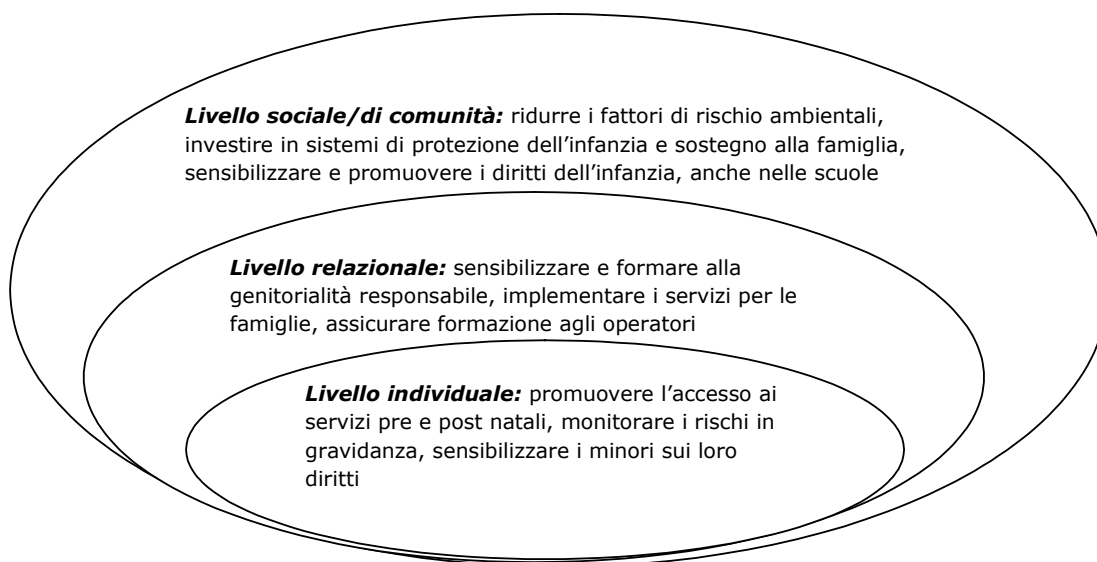 Livello sociale/di comunità: ridurre i fattori di rischio ambientali,
investire in sistemi di protezione dell’infanzia e sostegno alla famiglia,
sensibilizzare e promuovere i diritti dell’infanzia, anche nelle scuole
Livello relazionale: sensibilizzare e formare alla
genitorialità responsabile, implementare i servizi per le
famiglie, assicurare formazione agli operatori
Livello individuale: promuovere l’accesso ai
servizi pre e post natali, monitorare i rischi in
gravidanza, sensibilizzare i minori sui loro
diritti